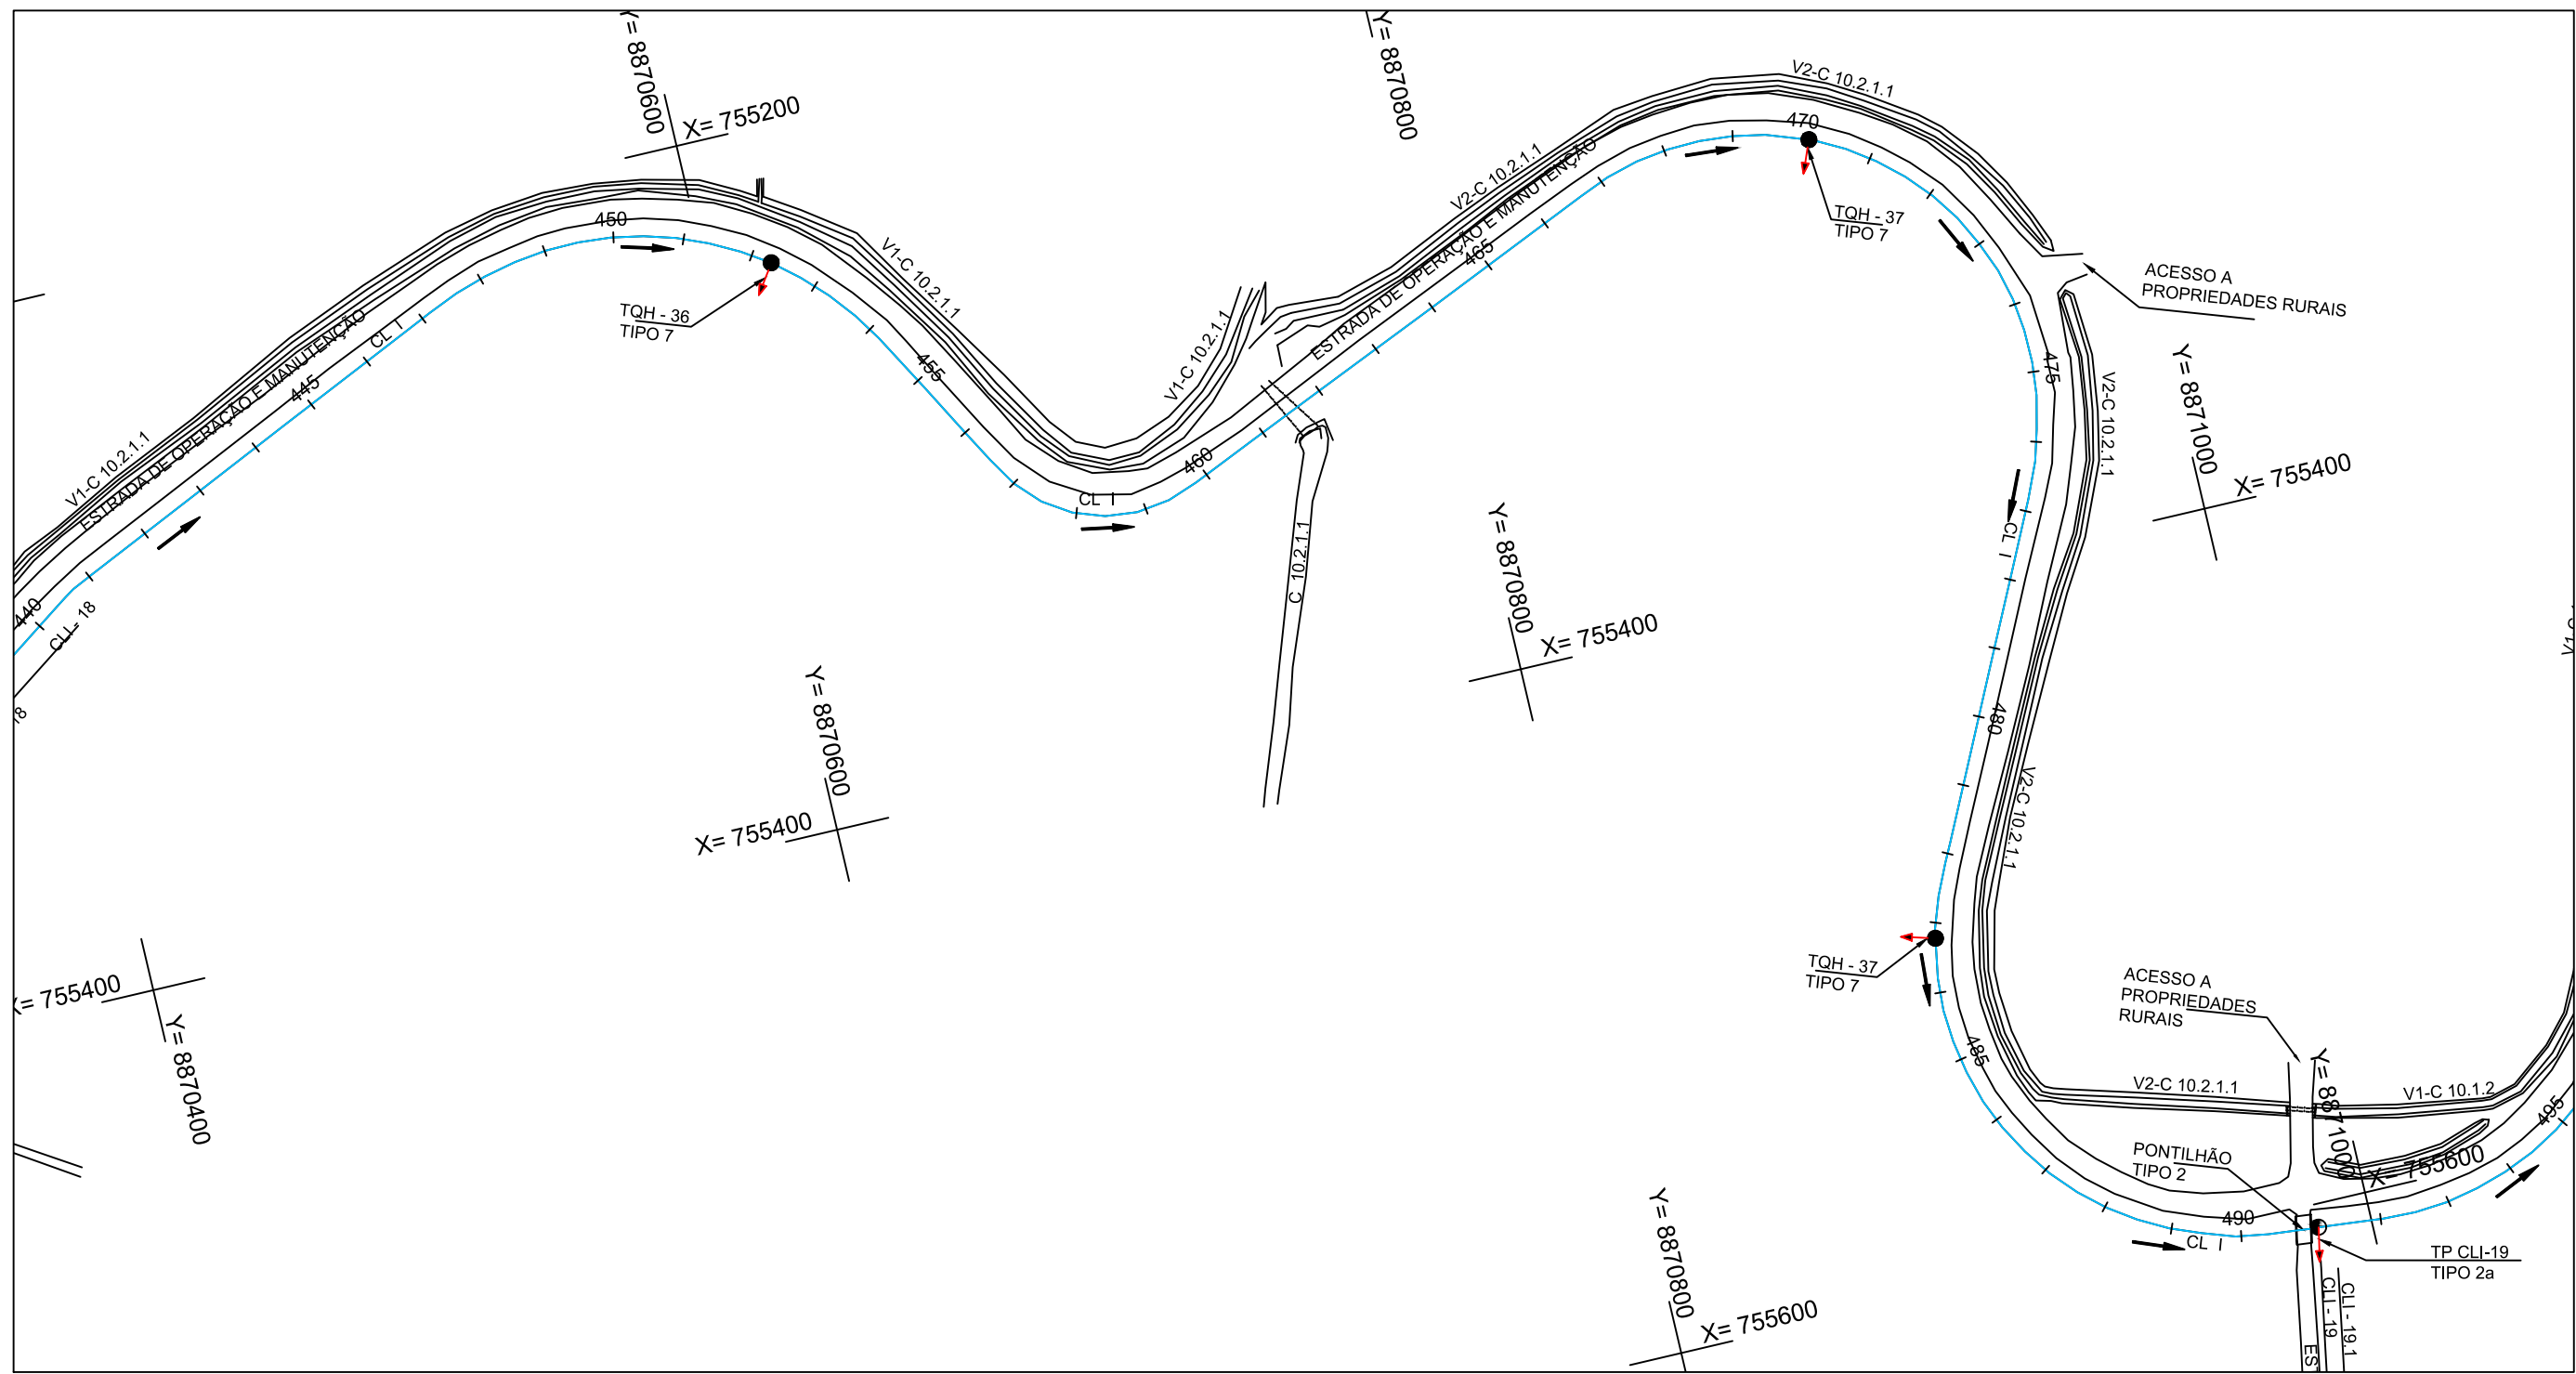 Y= 8870600
X= 755200
Y= 8870800
V2-C 10.2.1.1
470
V2-C 10.2.1.1
ESTRADA DE OPERAÇÃO E MANUTENÇÃO
465
TQH - 37
TIPO 7
450
V1-C 10.2.1.1
TQH - 36
TIPO 7
ACESSO A
PROPRIEDADES RURAIS
CL I
ESTRADA DE OPERAÇÃO E MANUTENÇÃO
445
455
V1-C 10.2.1.1
475
V2-C 10.2.1.1
Y= 8871000
X= 755400
V1-C 10.2.1.1
460
CL I
C 10.2.1.1
Y= 8870800
X= 755400
CL I
440
CLI - 18
18
Y= 8870600
X= 755400
480
V2-C 10.2.1.1
X= 755400
Y= 8870400
TQH - 37
TIPO 7
485
ACESSO A
PROPRIEDADES
RURAIS
V2-C 10.2.1.1
V1-C 10.1.2
Y= 8871000
495
PONTILHÃO
TIPO 2
X= 755600
490
CL I
TP CLI-19
TIPO 2a
Y= 8870800
X= 755600
CLI - 19
CLI - 19.1
ES